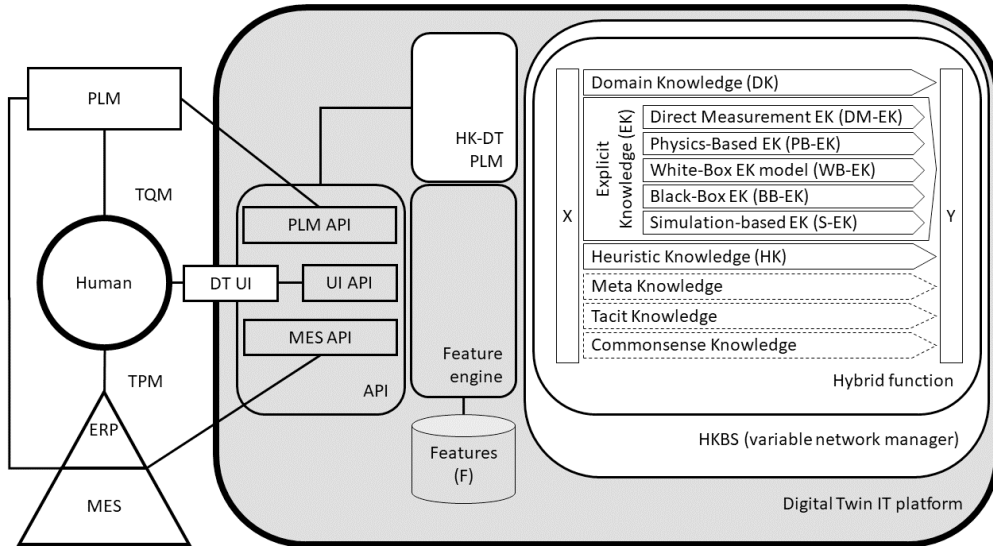 PLM
TQM
Human
TPM
ERP
MES
DT UI
PLM API
UI API
MES API
API
HK-DT
PLM
Feature
engine
Features
(F)
X
Domain Knowledge (DK)
Explicit
Knowledge (EK)
Direct Measurement EK (DM-EK)
Physics-Based EK (PB-EK)
White-Box EK model (WB-EK)
Black-Box EK (BB-EK)
Simulation-based EK (S-EK)
Heuristic Knowledge (HK)
Meta Knowledge
Tacit Knowledge
Commonsense Knowledge
Y
Hybrid function
HKBS (variable network manager)
Digital Twin IT platform